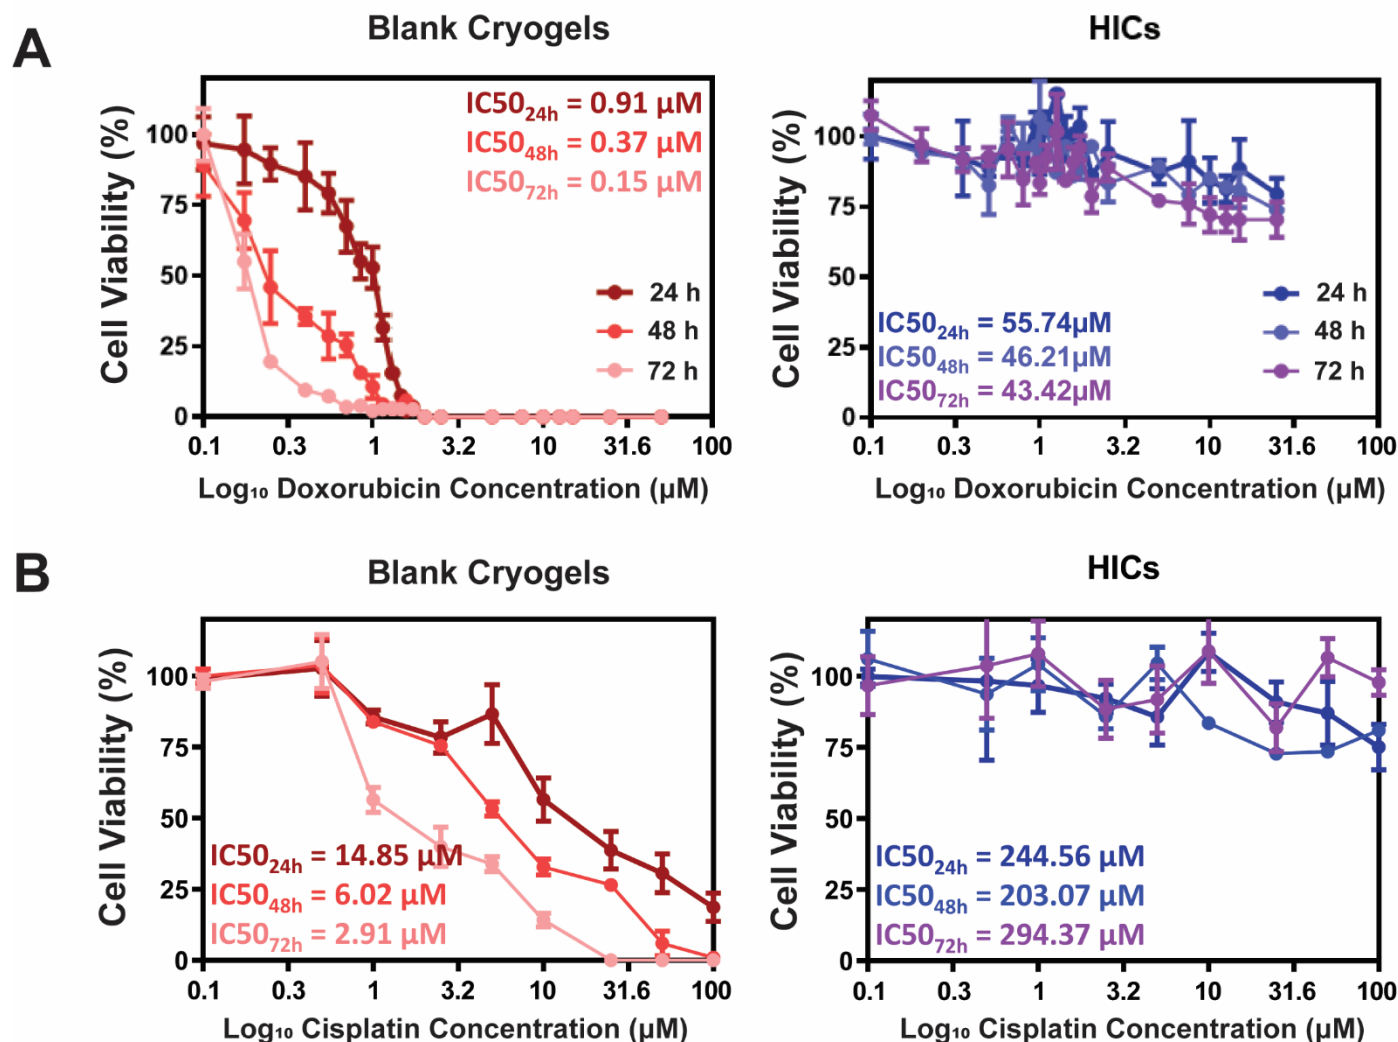 A
Blank Cryogels
Cell Viability (%)
100
75
50
25
0
IC50₂₄ₕ = 0.91 µM
IC50₄₈ₕ = 0.37 µM
IC50₇₂ₕ = 0.15 µM
24 h
48 h
72 h
0.1 0.3 1 3.2 10 31.6 100
Log₁₀ Doxorubicin Concentration (µM)
HICs
Cell Viability (%)
100
75
50
25
0
IC50₂₄ₕ = 55.74µM
IC50₄₈ₕ = 46.21µM
IC50₇₂ₕ = 43.42µM
24 h
48 h
72 h
0.1 0.3 1 3.2 10 31.6 100
Log₁₀ Doxorubicin Concentration (µM)
B
Blank Cryogels
Cell Viability (%)
100
75
50
25
0
IC50₂₄ₕ = 14.85 µM
IC50₄₈ₕ = 6.02 µM
IC50₇₂ₕ = 2.91 µM
0.1 0.3 1 3.2 10 31.6 100
Log₁₀ Cisplatin Concentration (µM)
HICs
Cell Viability (%)
100
75
50
25
0
IC50₂₄ₕ = 244.56 µM
IC50₄₈ₕ = 203.07 µM
IC50₇₂ₕ = 294.37 µM
0.1 0.3 1 3.2 10 31.6 100
Log₁₀ Cisplatin Concentration (µM)